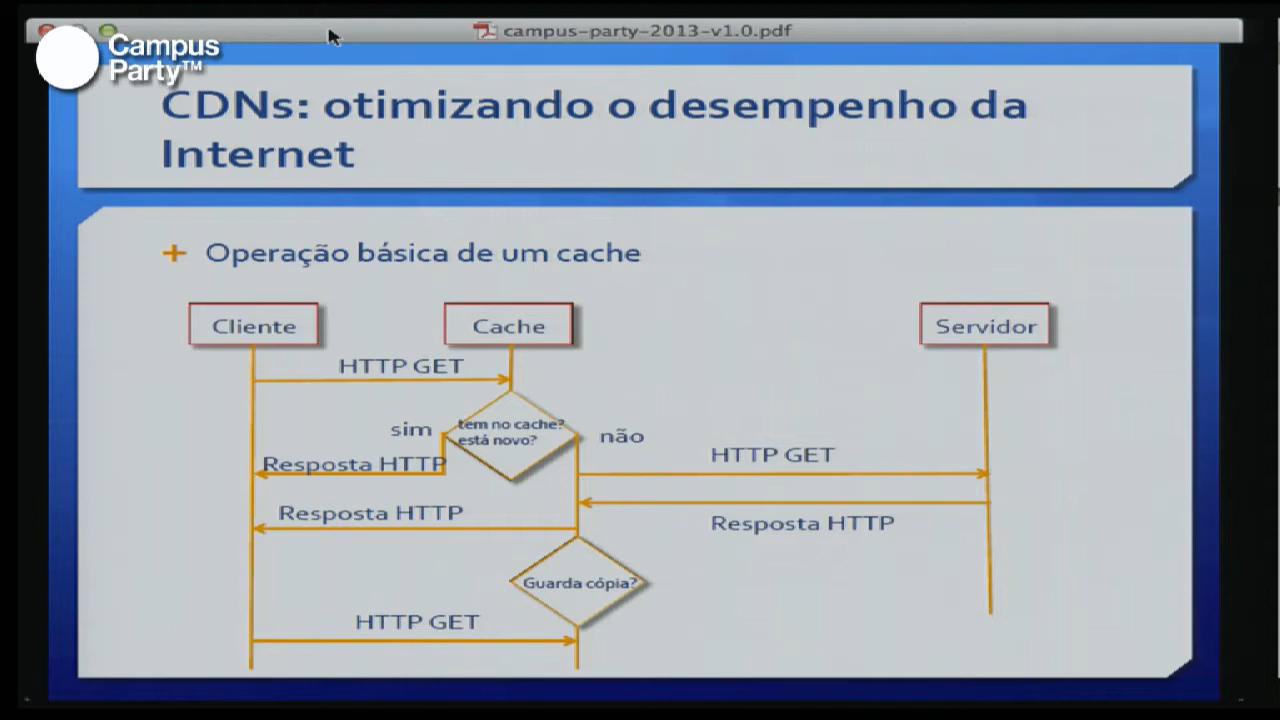 campus-party-2013-v1.0.pdf
Campus
Party™
CDNs: otimizando o desempenho da
Internet
+ Operação básica de um cache
Cliente
Cache
Servidor
HTTP GET
tem no cache?
está novo?
sim
não
HTTP GET
Resposta HTTP
Resposta HTTP
Resposta HTTP
Guarda cópia?
HTTP GET